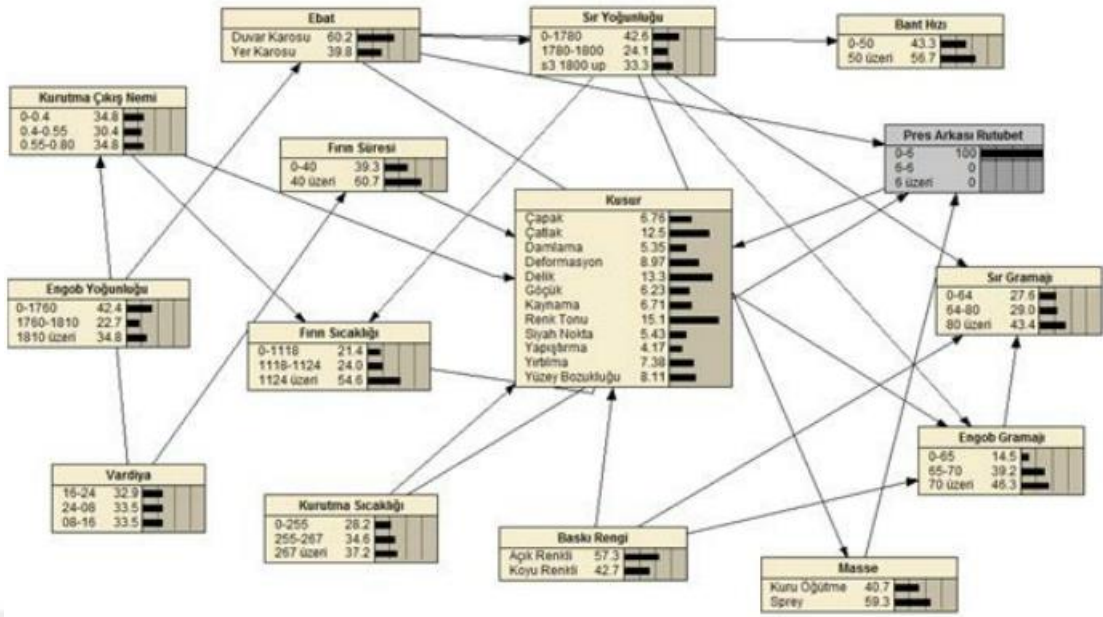 Ebat
Duvar Karosu 60.2
Yer Karosu 39.8
Sır Yoğunluğu
0-1780 42.6
1780-1800 24.1
s3 1800 up 33.3
Bant Hızı
0-50 43.3
50 üzeri 56.7
Kurutma Çıkış Nemi
0-0.4 34.8
0.4-0.55 30.4
0.55-0.80 34.8
Fırın Süresi
0-40 39.3
40 üzeri 60.7
Pres Arkası Rutubet
0-6 100
6-6 0
6 üzeri 0
Kusur
Çapak 6.76
Çatlak 12.5
Damlama 5.35
Deformasyon 8.97
Delik 13.3
Göçük 6.23
Kaynama 6.71
Renk Tonu 15.1
Siyah Nokta 5.43
Yapıştırma 4.17
Yırtılma 7.38
Yüzey Bozukluğu 8.11
Engob Yoğunluğu
0-1760 42.4
1760-1810 22.7
1810 üzeri 34.8
Fırın Sıcaklığı
0-1118 21.4
1118-1124 24.0
1124 üzeri 54.6
Sır Gramajı
0-64 27.6
64-80 29.0
80 üzeri 43.4
Engob Gramajı
0-65 14.5
65-70 39.2
70 üzeri 46.3
Vardiya
16-24 32.9
24-08 33.5
08-16 33.5
Kurutma Sıcaklığı
0-255 28.2
255-267 34.6
267 üzeri 37.2
Baskı Rengi
Açık Renkli 57.3
Koyu Renkli 42.7
Masse
Kuru Öğütme 40.7
Sprey 59.3